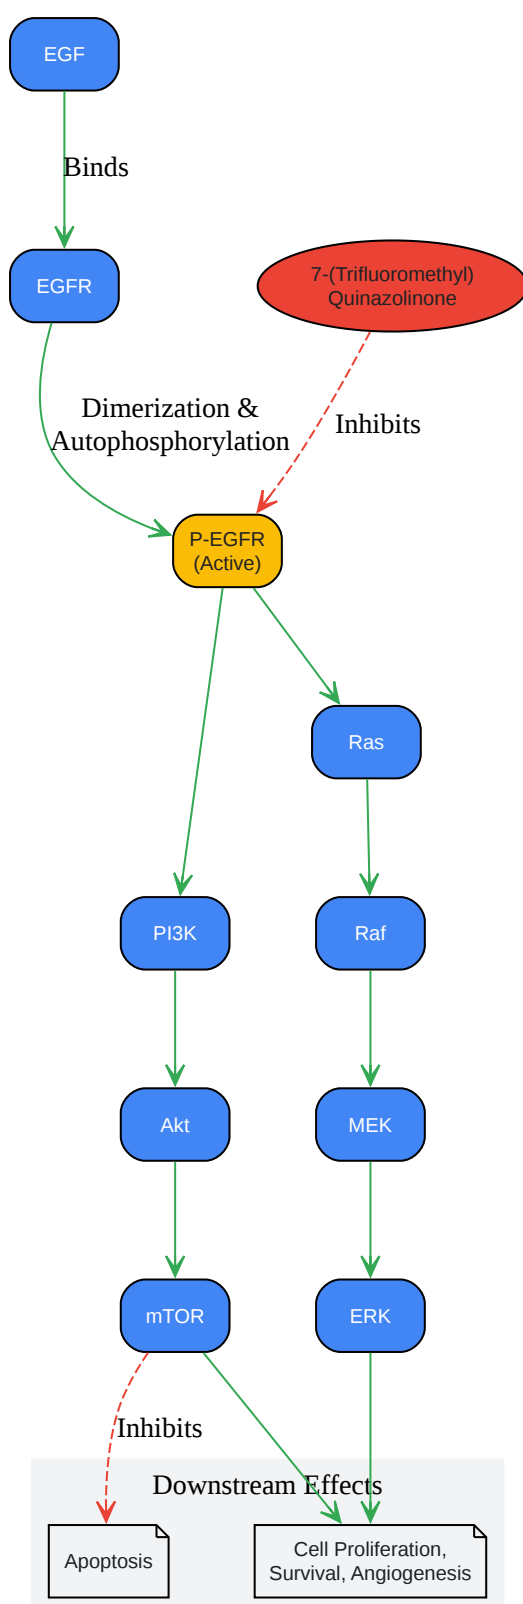 EGF
Binds
EGFR
7-(Trifluoromethyl)
Quinazolinone
Dimerization &
Autophosphorylation
Inhibits
P-EGFR
(Active)
Ras
PI3K
Raf
Akt
MEK
mTOR
ERK
Inhibits
Downstream Effects
Apoptosis
Cell Proliferation,
Survival, Angiogenesis